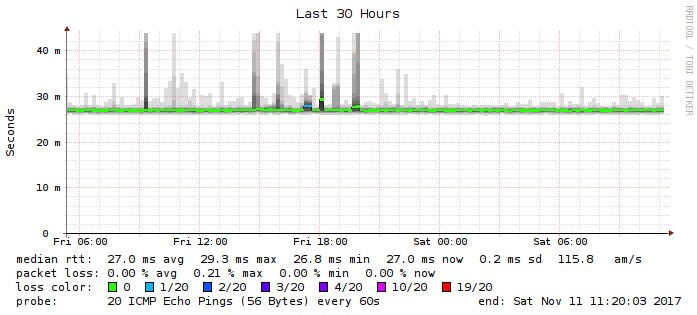 Last 30 Hours
RRDTOOL / TOBI OETIKER
Seconds
40 m
30 m
20 m
10 m
0
Fri 06:00 Fri 12:00 Fri 18:00 Sat 00:00 Sat 06:00
median rtt: 27.0 ms avg 29.3 ms max 26.8 ms min 27.0 ms now 0.2 ms sd 115.8 am/s
packet loss: 0.00 % avg 0.21 % max 0.00 % min 0.00 % now
loss color: 0 1/20 2/20 3/20 4/20 10/20 19/20
probe: 20 ICMP Echo Pings (56 Bytes) every 60s end: Sat Nov 11 11:20:03 2017